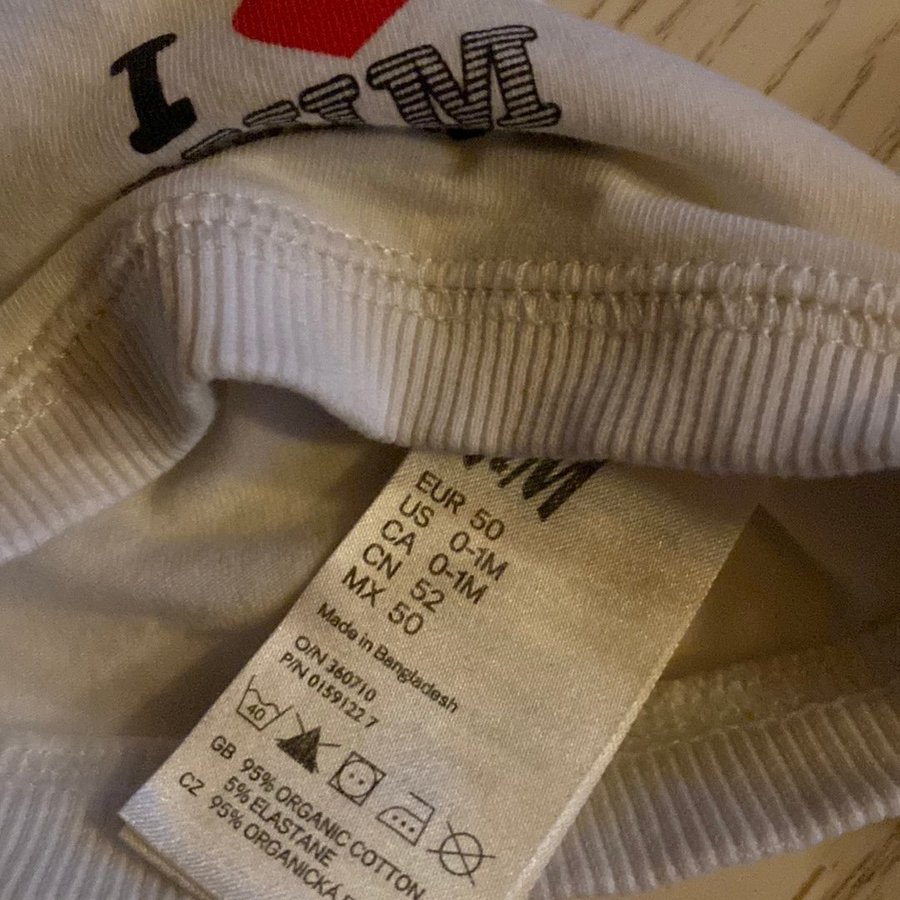 I
M
EUR 50
US 0-1M
CA 0-1M
CN 52
MX 50
Made in Bangladesh
O/N 360710
P/N 0159122 7
40
GB 95% ORGANIC COTTON
5% ELASTANE
CZ 95% ORGANICKÁ